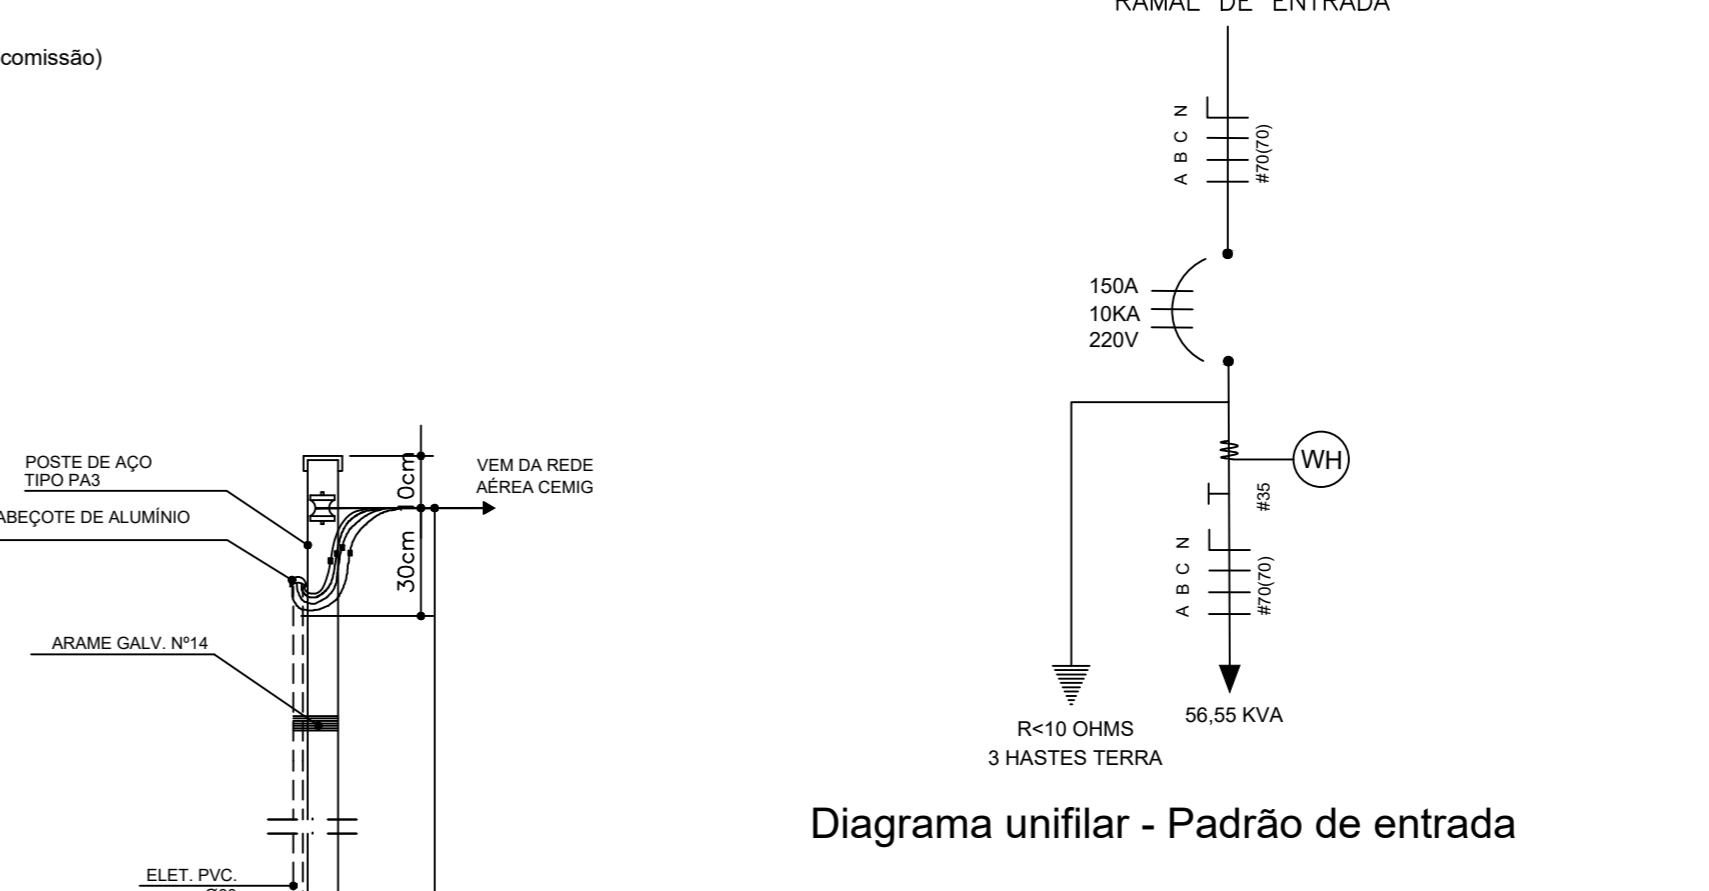 comissão)
POSTE DE AÇO
TIPO PA3
ABEÇOTE DE ALUMÍNIO
ARAME GALV. Nº14
ELET. PVC.
0cm
30cm
VEM DA REDE
AÉREA CEMIG
RAMAL DE ENTRADA
A B C N
#70(70)
150A
10KA
220V
WH
#35
A B C N
#70(70)
56,55 KVA
R<10 OHMS
3 HASTES TERRA
Diagrama unifilar - Padrão de entrada